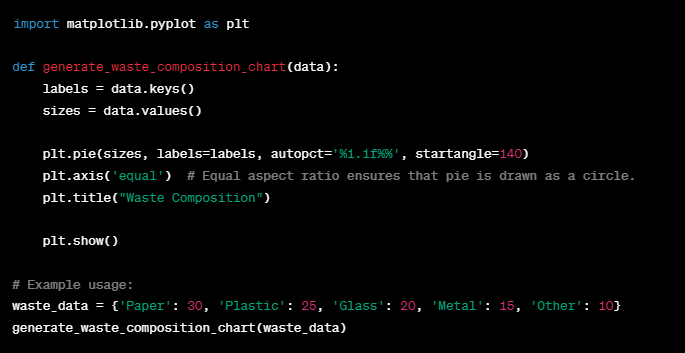 import matplotlib.pyplot as plt
def generate_waste_composition_chart(data):
labels = data.keys()
sizes = data.values()
plt.pie(sizes, labels=labels, autopct='%1.1f%%', startangle=140)
plt.axis('equal')  # Equal aspect ratio ensures that pie is drawn as a circle.
plt.title("Waste Composition")
plt.show()
# Example usage:
waste_data = {'Paper': 30, 'Plastic': 25, 'Glass': 20, 'Metal': 15, 'Other': 10}
generate_waste_composition_chart(waste_data)